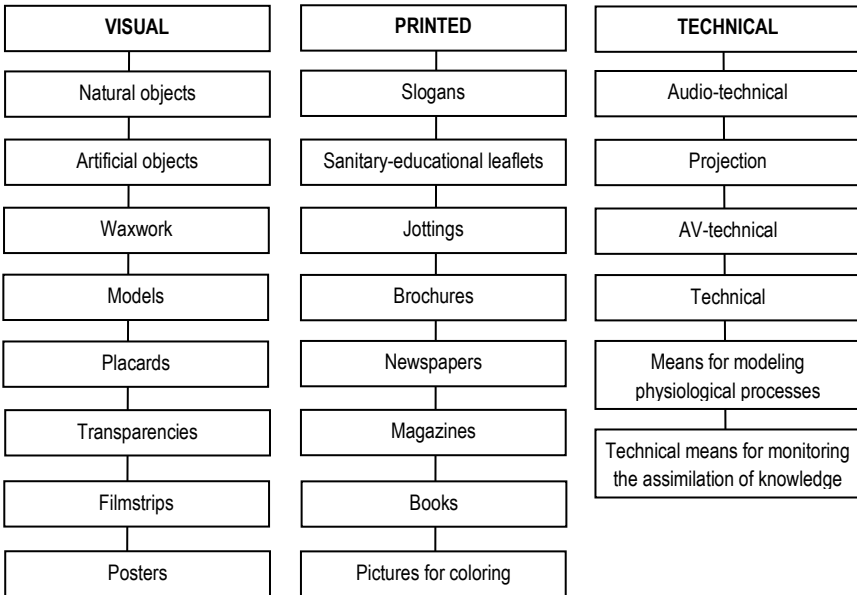 VISUAL
Natural objects
Artificial objects
Waxwork
Models
Placards
Transparencies
Filmstrips
Posters
PRINTED
Slogans
Sanitary-educational leaflets
Jottings
Brochures
Newspapers
Magazines
Books
Pictures for coloring
TECHNICAL
Audio-technical
Projection
AV-technical
Technical
Means for modeling
physiological processes
Technical means for monitoring
the assimilation of knowledge